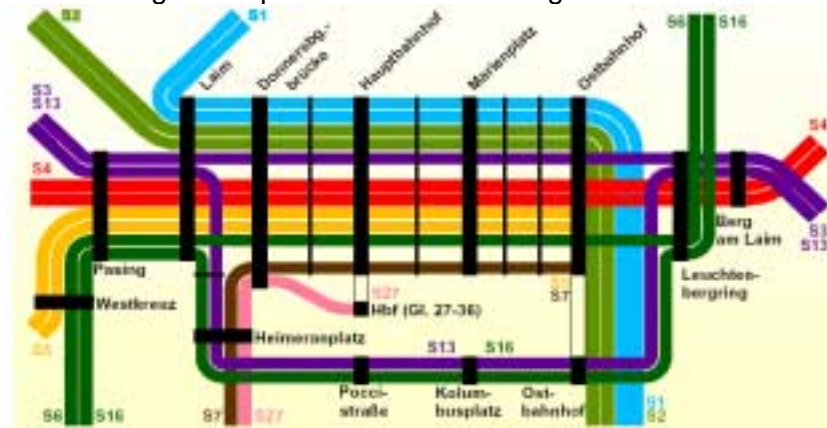 S2
S1
Laim
Donnersbg.-
brücke
Hauptbahnhof
Marienplatz
Ostbahnhof
S6 S16
S3
S13
S4
S4
Pasing
Westkreuz
S5
S27
Hbf (Gl. 27-36)
Heimeranplatz
S7
Berg
am Laim
S3
S13
Leuchten-
bergring
S13 S16
Pocci-
straße
Kolum-
busplatz
Ost-
bahnhof
S6 S16
S7 S27
S1
S2